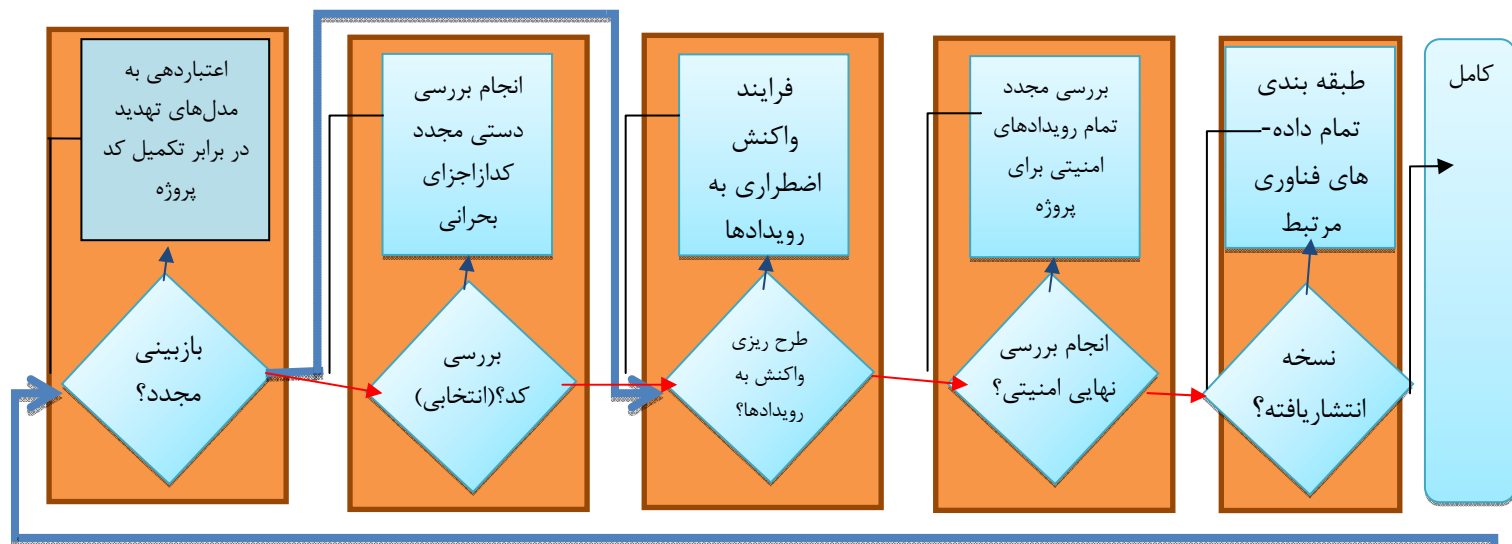 اعتباردهی به
مدل‌های تهدید
در برابر تکمیل کد
پروژه
بازبینی
مجدد؟
انجام بررسی
دستی مجدد
کدازاجزای
بحرانی
بررسی
کد؟(انتخابی)
فرایند
واکنش
اضطراری به
رویدادها
طرح ریزی
واکنش به
رویدادها؟
بررسی مجدد
تمام رویدادهای
امنیتی برای
پروژه
انجام بررسی
نهایی امنیتی؟
طبقه بندی
تمام داده-
های فناوری
مرتبط
نسخه
انتشاریافته؟
کامل